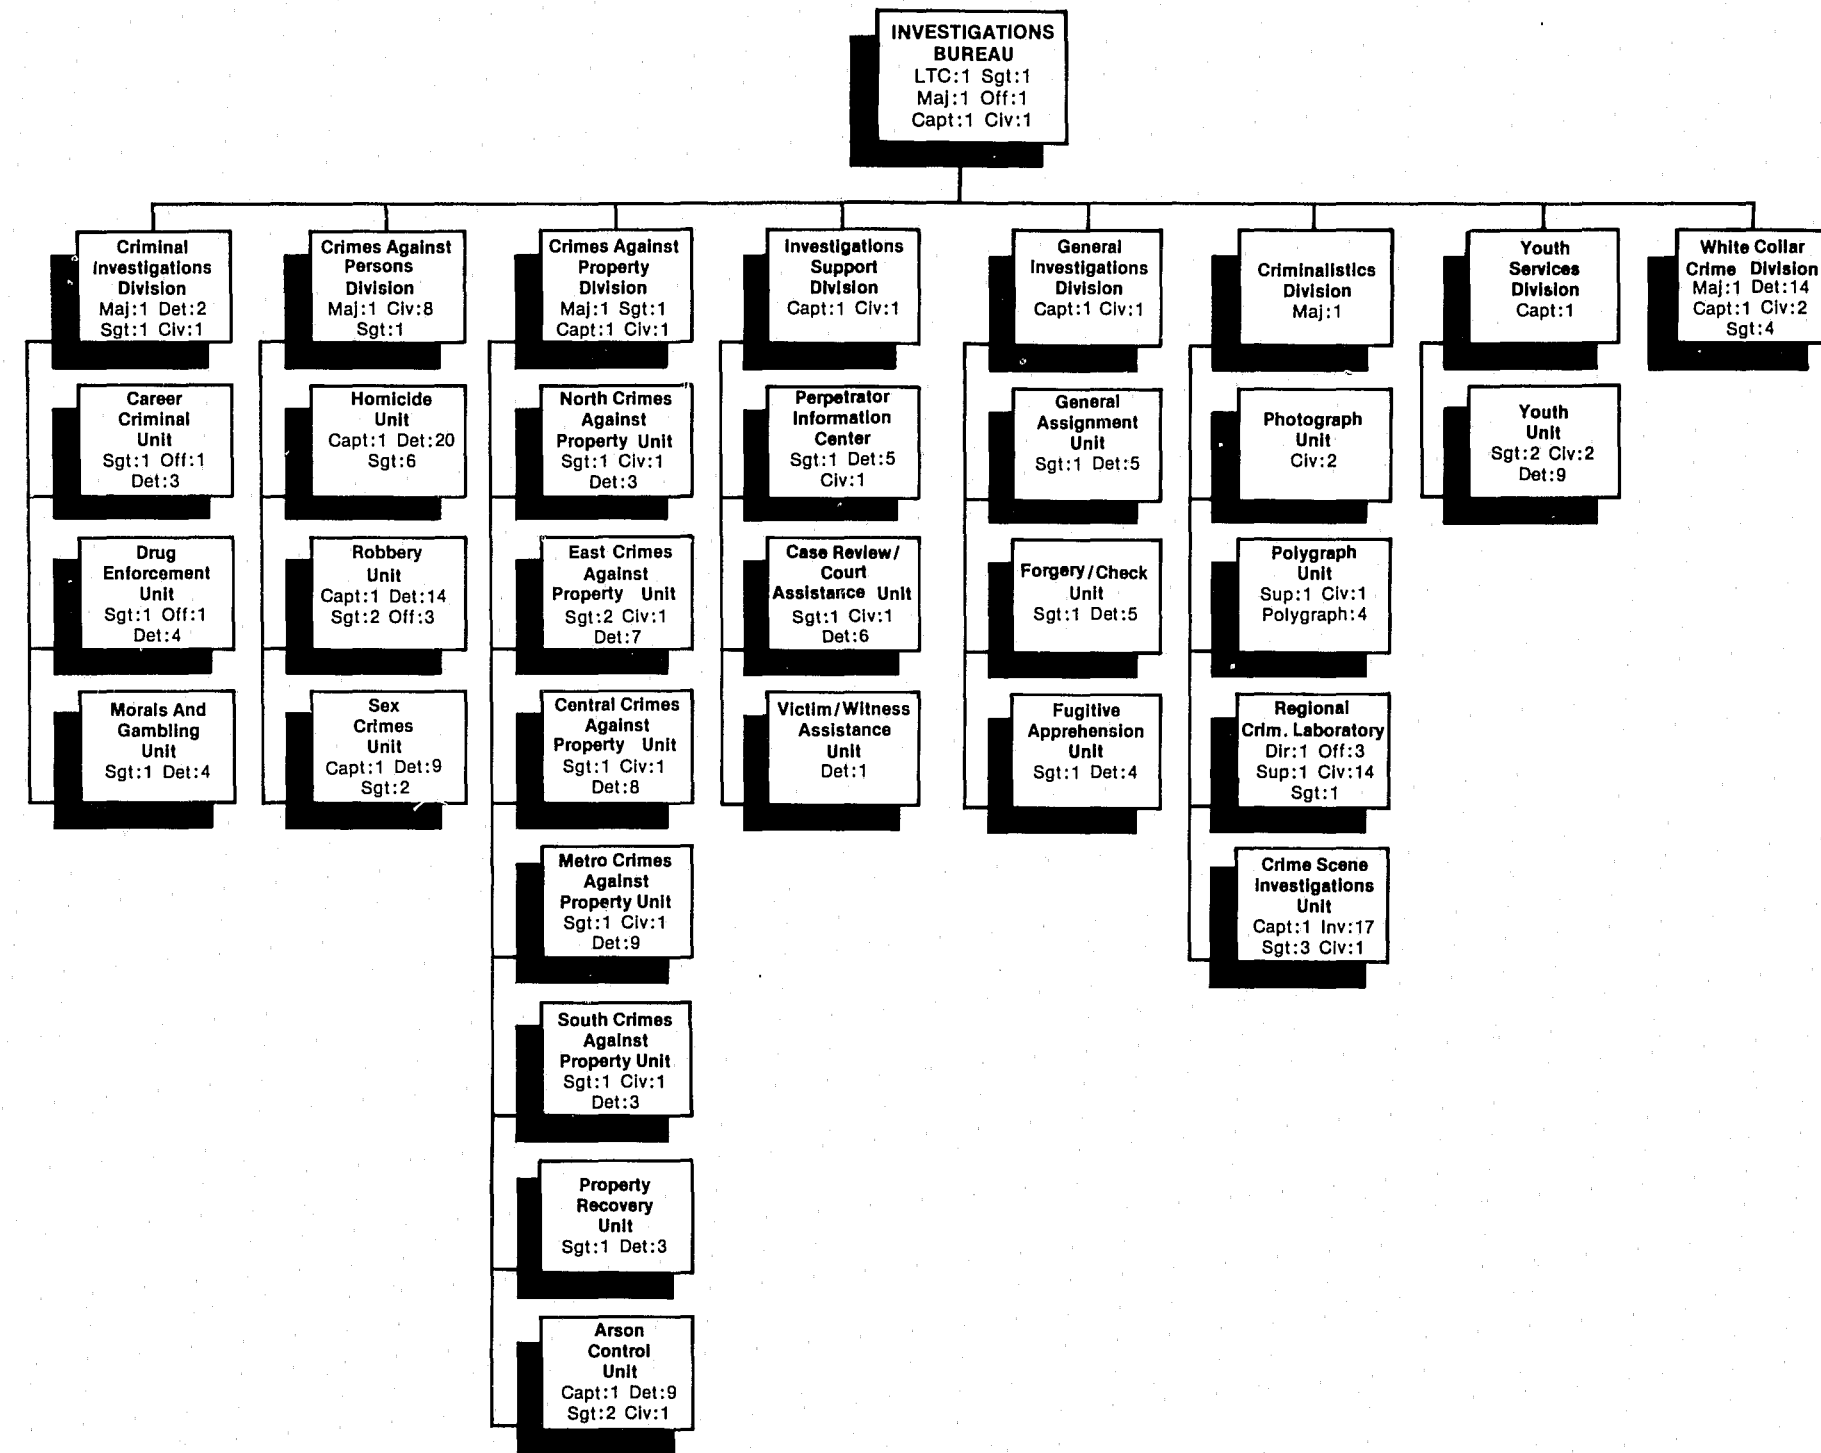 INVESTIGATIONS
BUREAU
LTC:1 Sgt:1
Maj:1 Off:1
Capt:1 Civ:1
Criminal
Investigations
Division
Maj:1 Det:2
Sgt:1 Civ:1
Career
Criminal
Unit
Sgt:1 Off:1
Det:3
Drug
Enforcement
Unit
Sgt:1 Off:1
Det:4
Morals And
Gambling
Unit
Sgt:1 Det:4
Crimes Against
Persons
Division
Maj:1 Civ:8
Sgt:1
Homicide
Unit
Capt:1 Det:20
Sgt:6
Robbery
Unit
Capt:1 Det:14
Sgt:2 Off:3
Sex
Crimes
Unit
Capt:1 Det:9
Sgt:2
Crimes Against
Property
Division
Maj:1 Sgt:1
Capt:1 Civ:1
North Crimes
Against
Property Unit
Sgt:1 Civ:1
Det:3
East Crimes
Against
Property Unit
Sgt:2 Civ:1
Det:7
Central Crimes
Against
Property Unit
Sgt:1 Civ:1
Det:8
Metro Crimes
Against
Property Unit
Sgt:1 Civ:1
Det:9
South Crimes
Against
Property Unit
Sgt:1 Civ:1
Det:3
Property
Recovery
Unit
Sgt:1 Det:3
Arson
Control
Unit
Capt:1 Det:9
Sgt:2 Civ:1
Investigations
Support
Division
Capt:1 Civ:1
Perpetrator
Information
Center
Sgt:1 Det:5
Civ:1
Case Review/
Court
Assistance Unit
Sgt:1 Civ:1
Det:6
Victim/Witness
Assistance
Unit
Det:1
General
Investigations
Division
Capt:1 Civ:1
General
Assignment
Unit
Sgt:1 Det:5
Forgery/Check
Unit
Sgt:1 Det:5
Fugitive
Apprehension
Unit
Sgt:1 Det:4
Criminalistics
Division
Maj:1
Photograph
Unit
Civ:2
Polygraph
Unit
Sup:1 Civ:1
Polygraph:4
Regional
Crim. Laboratory
Dir:1 Off:3
Sup:1 Civ:14
Sgt:1
Crime Scene
Investigations
Unit
Capt:1 Inv:17
Sgt:3 Civ:1
Youth
Services
Division
Capt:1
Youth
Unit
Sgt:2 Civ:2
Det:9
White Collar
Crime Division
Maj:1 Det:14
Capt:1 Civ:2
Sgt:4